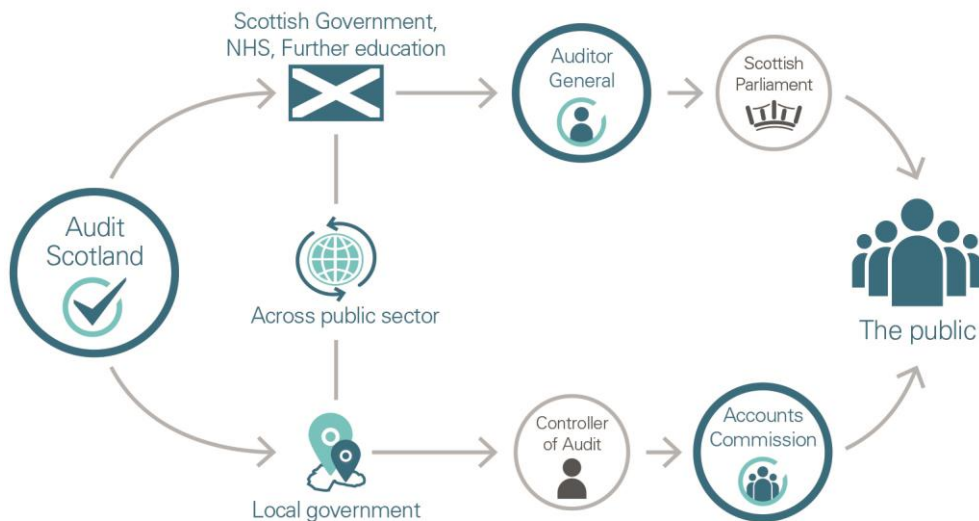 Scottish Government,
NHS, Further education
Auditor
General
Scottish
Parliament
Audit
Scotland
Across public sector
The public
Local government
Controller
of Audit
Accounts
Commission